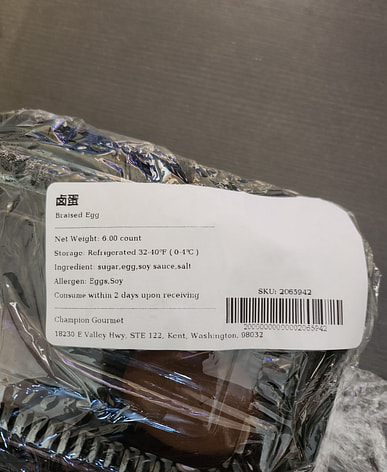 卤蛋
Braised Egg
Net Weight: 6.00 count
Storage: Refrigerated 32-40°F ( 0-4℃ )
Ingredient: sugar,egg,soy sauce,salt
Allergen: Eggs,Soy
Consume within 2 days upon receiving
SKU: 2065942
20000000000002065942
Champion Gourmet
18230 E Valley Hwy, STE 122, Kent, Washington, 98032